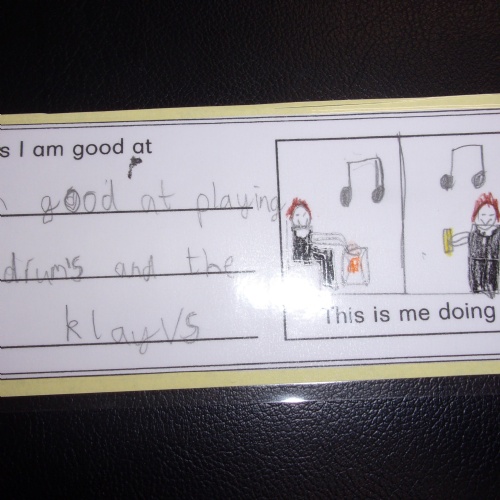 s I am good at
good at playing
drum's and the
klayvs
This is me doing